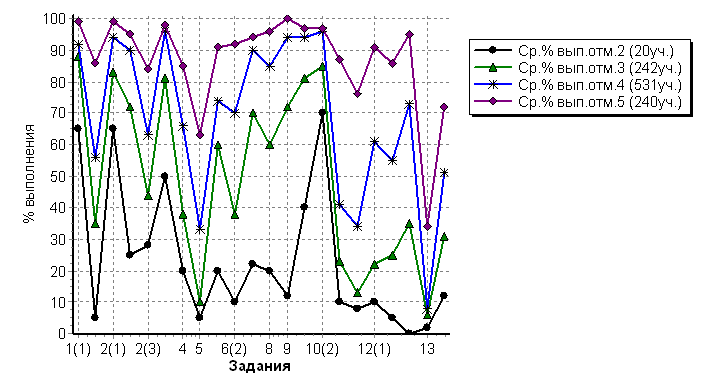 100
90
80
70
60
50
40
30
20
10
0
% выполнения
1(1) 2(1) 2(3) 4 5 6(2) 8 9 10(2) 12(1) 13
Задания
Ср.% вып.отм.2 (20уч.)
Ср.% вып.отм.3 (242уч.)
Ср.% вып.отм.4 (531уч.)
Ср.% вып.отм.5 (240уч.)